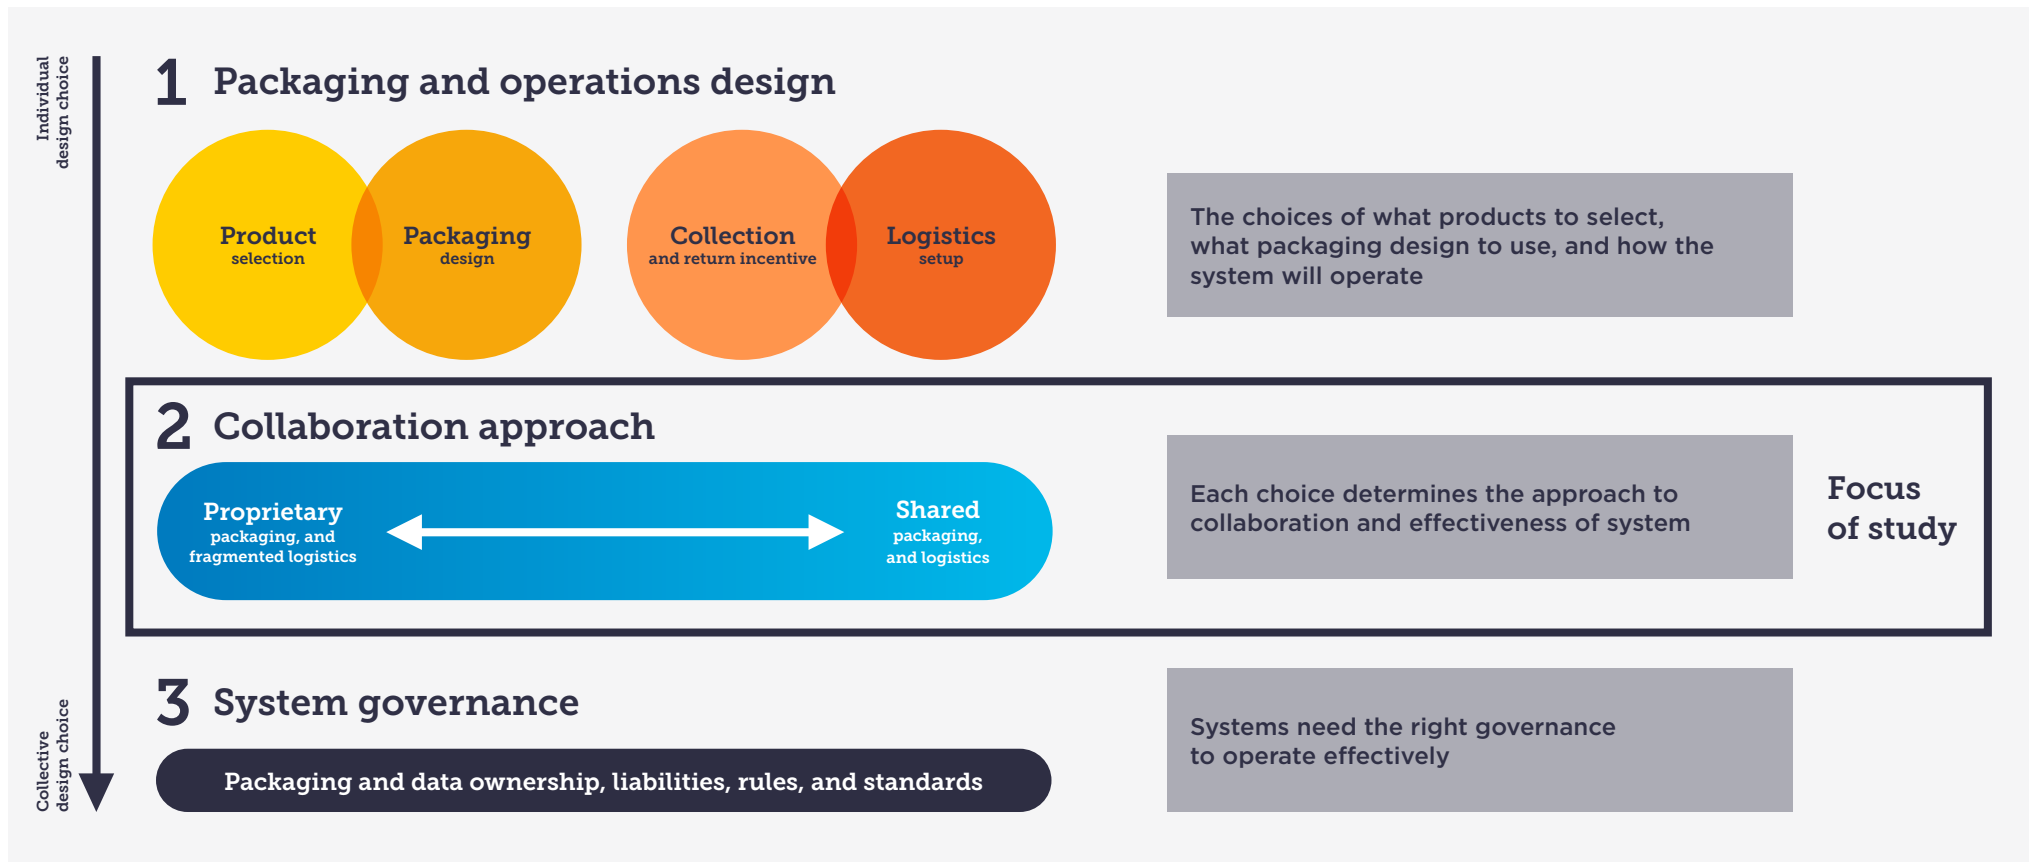 Individual
design choice
1 Packaging and operations design
Product
selection
Packaging
design
Collection
and return incentive
Logistics
setup
The choices of what products to select,
what packaging design to use, and how the
system will operate
2 Collaboration approach
Proprietary
packaging, and
fragmented logistics
Shared
packaging,
and logistics
Each choice determines the approach to
collaboration and effectiveness of system
Focus
of study
Collective
design choice
3 System governance
Packaging and data ownership, liabilities, rules, and standards
Systems need the right governance
to operate effectively